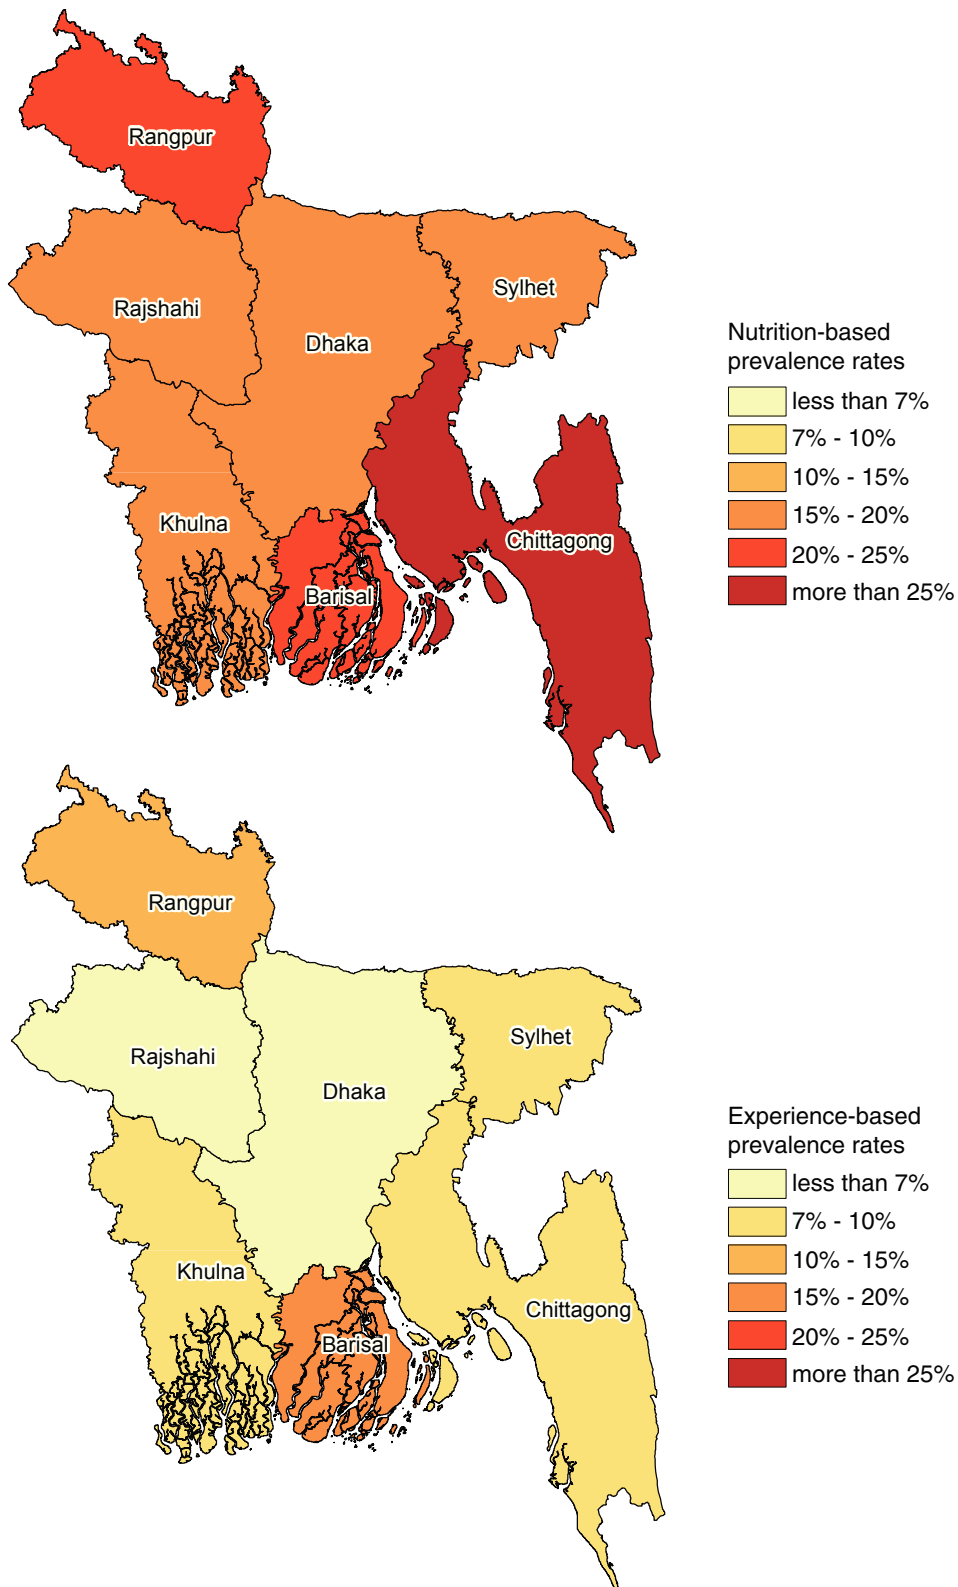 Rangpur
Rajshahi
Dhaka
Sylhet
Khulna
Barisal
Chittagong
Nutrition-based
prevalence rates
less than 7%
7% - 10%
10% - 15%
15% - 20%
20% - 25%
more than 25%
Rangpur
Rajshahi
Dhaka
Sylhet
Khulna
Barisal
Chittagong
Experience-based
prevalence rates
less than 7%
7% - 10%
10% - 15%
15% - 20%
20% - 25%
more than 25%